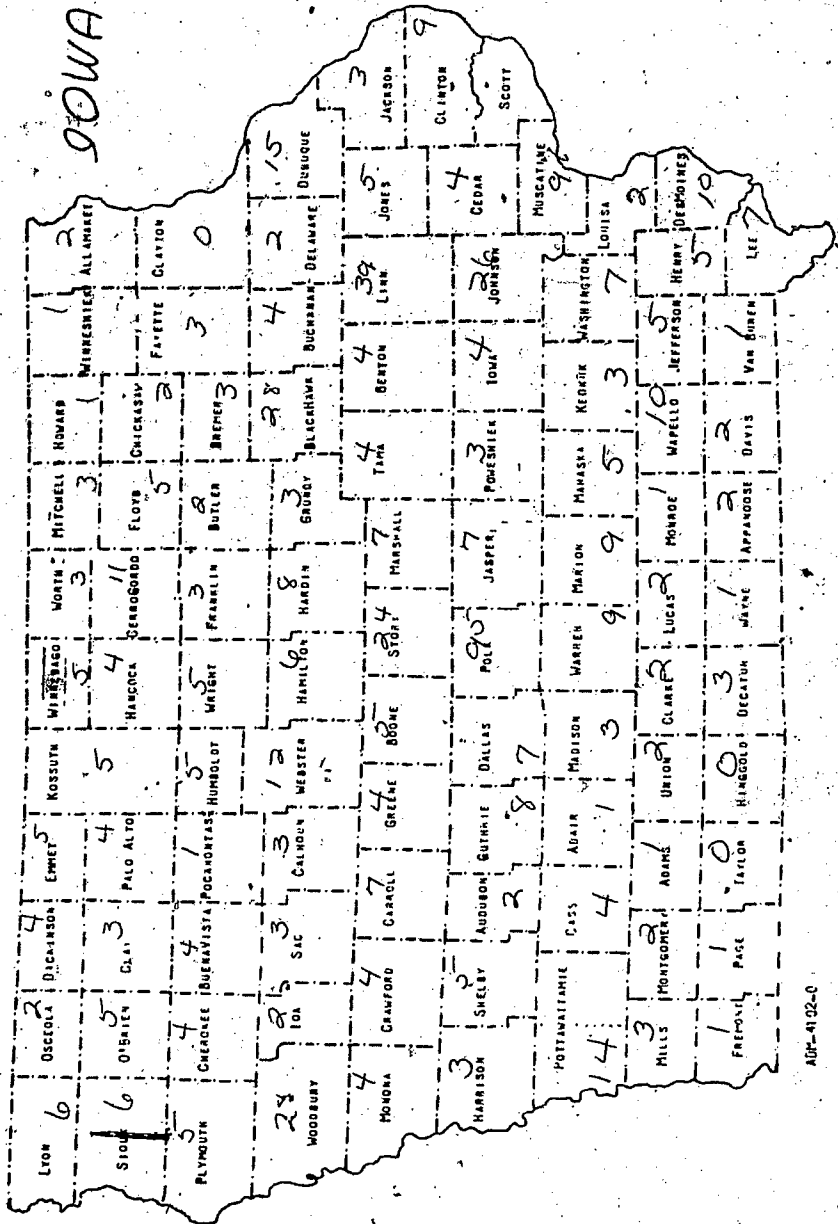 IOWA
LYON 6
OSCEOLA 2
DICKINSON 4
EMMET 5
KOSSUTH 5
WINNEBAGO 5
WORTH 3
MITCHELL 3
HOWARD 1
WINNESHIEK 1
ALLAMAKEE 2
SIOUX 6
O'BRIEN 5
CLAY 3
PALO ALTO 4
HANCOCK 4
CERRO GORDO 11
FLOYD 5
CHICKASAW 2
FAYETTE 3
CLAYTON 0
PLYMOUTH 5
CHEROKEE 4
BUENA VISTA 4
POCAHONTAS 1
HUMBOLDT 5
WRIGHT 5
FRANKLIN 3
BUTLER 2
BREMER 3
WOODBURY 28
IDA 2
SAC 3
CALHOUN 3
WEBSTER 12
HAMILTON 6
HARDIN 8
GRUNDY 3
BLACKHAWK 28
BUCHANAN 4
DELAWARE 2
DUBUQUE 15
MONONA 4
CRAWFORD 4
CARROLL 7
GREENE 4
BOONE 5
STORY 24
MARSHALL 7
TAMA 4
BENTON 4
LINN 39
JONES 5
JACKSON 3
HARRISON 3
SHELBY 5
AUDUBON 2
GUTHRIE 8
DALLAS 7
POLK 90
JASPER 7
POWESHIEK 3
IOWA 4
JOHNSON 26
CEDAR 4
CLINTON 9
SCOTT
MUSCATINE 9
POTTAWATTAMIE 14
CASS 4
ADAIR 1
MADISON 3
WARREN 9
MARION 9
MAHASKA 5
KEOKUK 3
WASHINGTON 7
LOUISA 2
MILLS 3
MONTGOMERY 2
ADAMS 1
UNION 2
CLARKE 2
LUCAS 2
MONROE 1
WAPELLO 10
JEFFERSON 5
HENRY 5
DES MOINES 10
FREMONT 1
PAGE 1
TAYLOR 0
RINGGOLD 0
DECATUR 3
WAYNE 1
APPANOOSE 2
DAVIS 2
VAN BUREN 1
LEE 7
ADM-4102-0